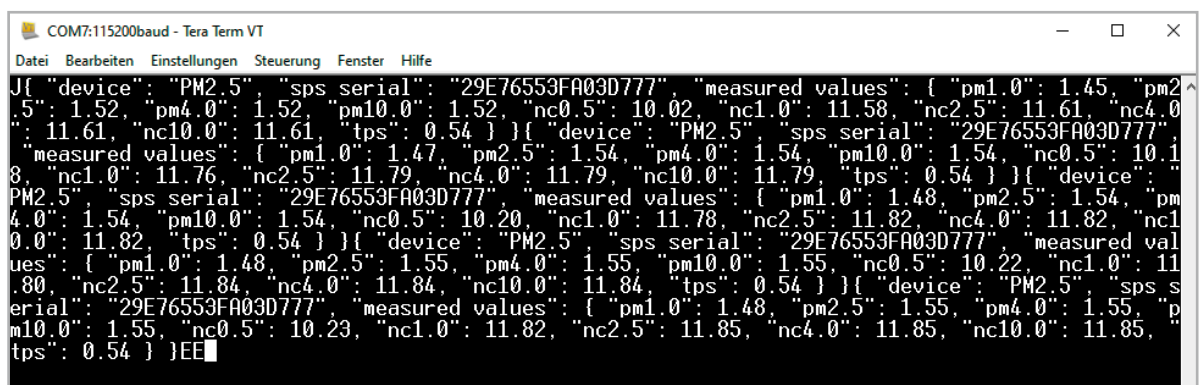 COM7:115200baud - Tera Term VT
Datei Bearbeiten Einstellungen Steuerung Fenster Hilfe
J{ "device": "PM2.5", "sps serial": "29E76553FA03D777", "measured values": { "pm1.0": 1.45, "pm2
.5": 1.52, "pm4.0": 1.52, "pm10.0": 1.52, "nc0.5": 10.02, "nc1.0": 11.58, "nc2.5": 11.61, "nc4.0
": 11.61, "nc10.0": 11.61, "tps": 0.54 } }{ "device": "PM2.5", "sps serial": "29E76553FA03D777",
"measured values": { "pm1.0": 1.47, "pm2.5": 1.54, "pm4.0": 1.54, "pm10.0": 1.54, "nc0.5": 10.1
8, "nc1.0": 11.76, "nc2.5": 11.79, "nc4.0": 11.79, "nc10.0": 11.79, "tps": 0.54 } }{ "device": "
PM2.5", "sps serial": "29E76553FA03D777", "measured values": { "pm1.0": 1.48, "pm2.5": 1.54, "pm
4.0": 1.54, "pm10.0": 1.54, "nc0.5": 10.20, "nc1.0": 11.78, "nc2.5": 11.82, "nc4.0": 11.82, "nc1
0.0": 11.82, "tps": 0.54 } }{ "device": "PM2.5", "sps serial": "29E76553FA03D777", "measured val
ues": { "pm1.0": 1.48, "pm2.5": 1.55, "pm4.0": 1.55, "pm10.0": 1.55, "nc0.5": 10.22, "nc1.0": 11
.80, "nc2.5": 11.84, "nc4.0": 11.84, "nc10.0": 11.84, "tps": 0.54 } }{ "device": "PM2.5", "sps s
erial": "29E76553FA03D777", "measured values": { "pm1.0": 1.48, "pm2.5": 1.55, "pm4.0": 1.55, "p
m10.0": 1.55, "nc0.5": 10.23, "nc1.0": 11.82, "nc2.5": 11.85, "nc4.0": 11.85, "nc10.0": 11.85, "
tps": 0.54 } }EE